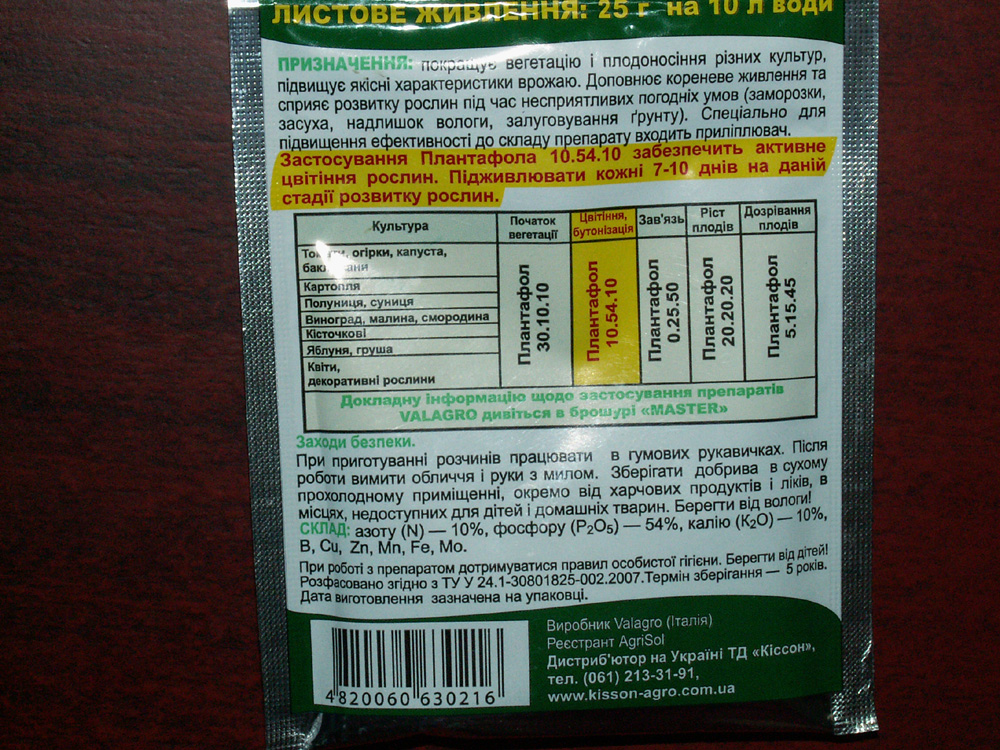 ЛИСТОВЕ ЖИВЛЕННЯ: 25 г на 10 л води
ПРИЗНАЧЕННЯ: покращує вегетацію і плодоносіння різних культур,
підвищує якісні характеристики врожаю. Доповнює кореневе живлення та
сприяє розвитку рослин під час несприятливих погодніх умов (заморозки,
засуха, надлишок вологи, залуговування ґрунту). Спеціально для
підвищення ефективності до складу препарату входить приліплювач.
Застосування Плантафола 10.54.10 забезпечить активне
цвітіння рослин. Підживлювати кожні 7-10 днів на даній
стадії розвитку рослин.
Культура
Початок
вегетації
Цвітіння,
бутонізація
Зав'язь
Ріст
плодів
Дозрівання
плодів
огірки, капуста,
Картопля
Полуниця, суниця
Виноград, малина, смородина
Кісточкові
Яблуня, груша
Квіти,
декоративні рослини
Плантафол
30.10.10
Плантафол
10.54.10
Плантафол
0.25.50
Плантафол
20.20.20
Плантафол
5.15.45
Докладну інформацію щодо застосування препаратів
VALAGRO дивіться в брошурі «MASTER»
Заходи безпеки.
При приготуванні розчинів працювати в гумових рукавичках. Після
роботи вимити обличчя і руки з милом. Зберігати добрива в сухому
прохолодному приміщенні, окремо від харчових продуктів і ліків, в
місцях, недоступних для дітей і домашніх тварин. Берегти від вологи!
СКЛАД: азоту (N) — 10%, фосфору (P₂O₅) — 54%, калію (K₂O) — 10%,
B, Cu, Zn, Mn, Fe, Mo.
При роботі з препаратом дотримуватися правил особистої гігієни. Берегти від дітей!
Розфасовано згідно з ТУ У 24.1-30801825-002.2007.Термін зберігання — 5 років.
Дата виготовлення зазначена на упаковці.
Виробник Valagro (Італія)
Реєстрант AgriSol
Дистриб'ютор на Україні ТД «Кіссон»,
тел. (061) 213-31-91,
www.kisson-agro.com.ua
4820060 630216